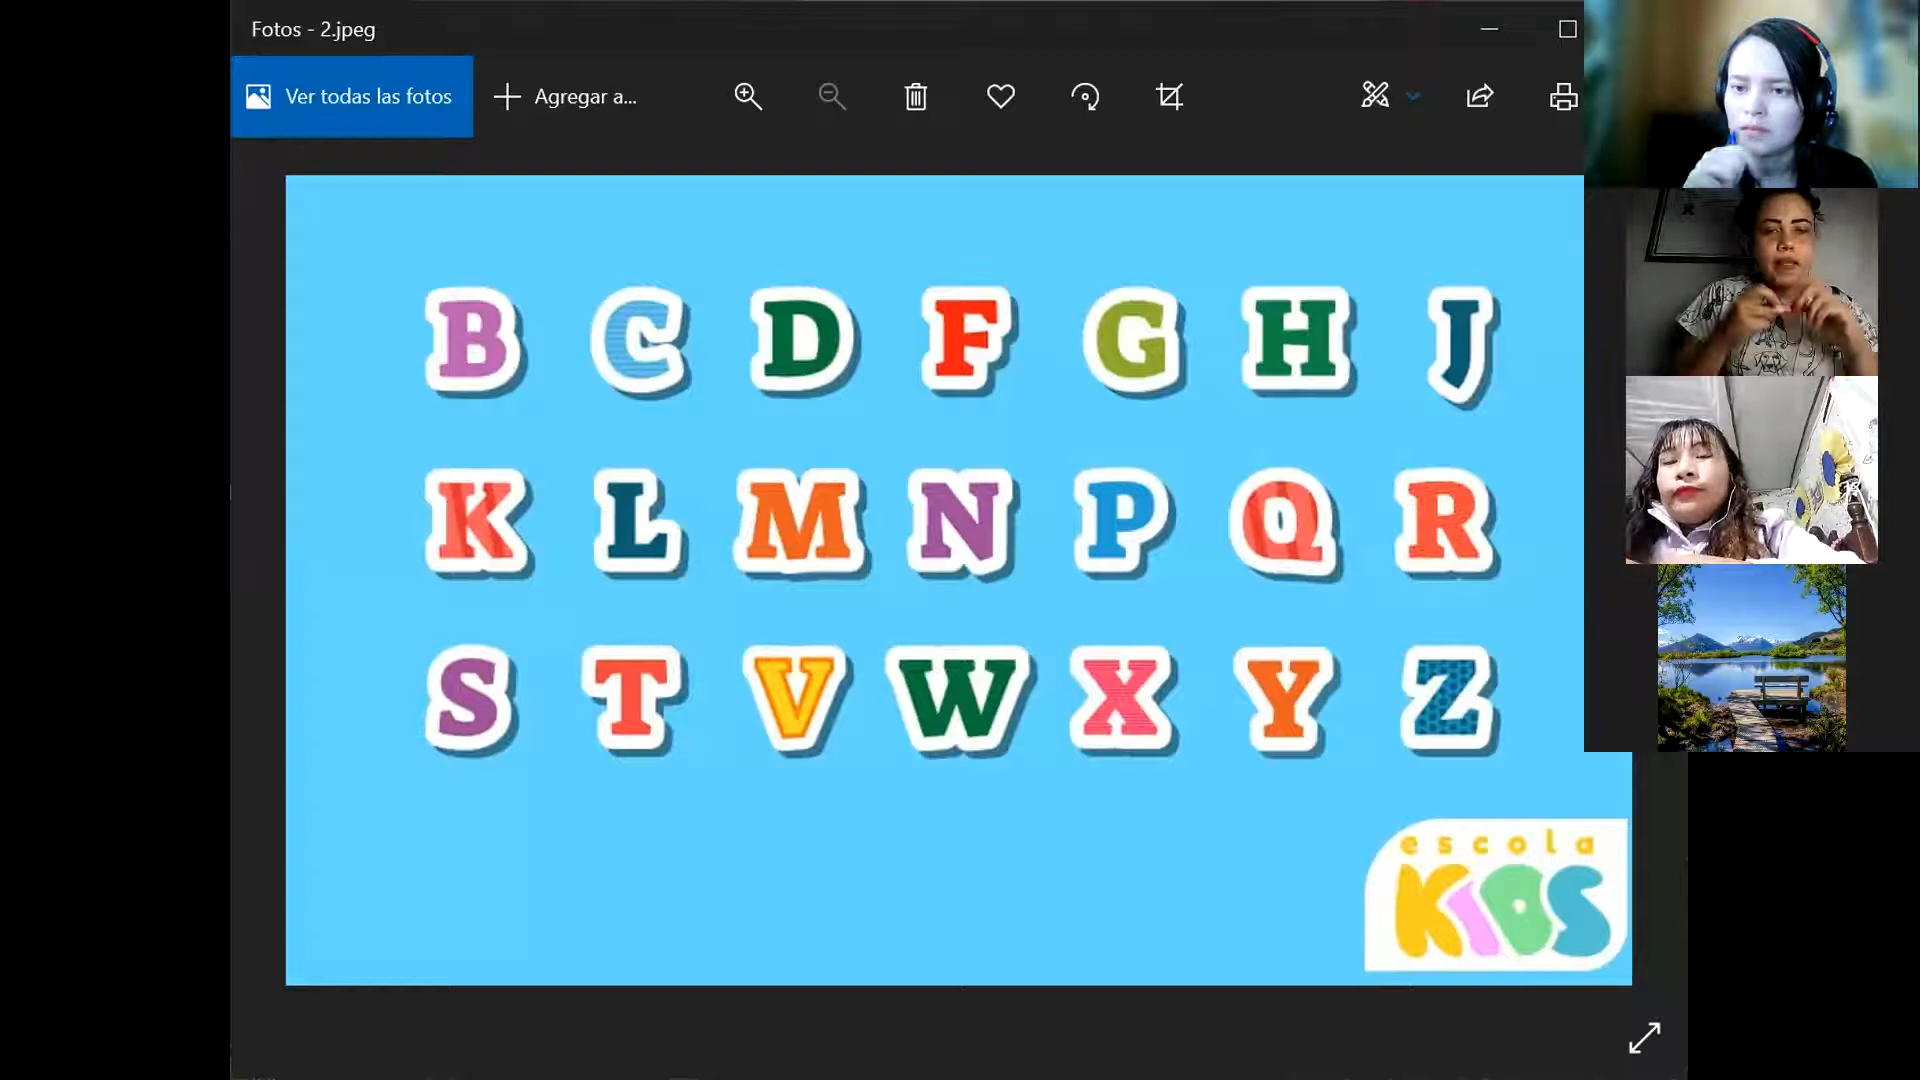 Fotos - 2.jpeg
Ver todas las fotos
Agregar a...
B C D F G H J
K L M N P Q R
S T V W X Y Z
escola
KIDS